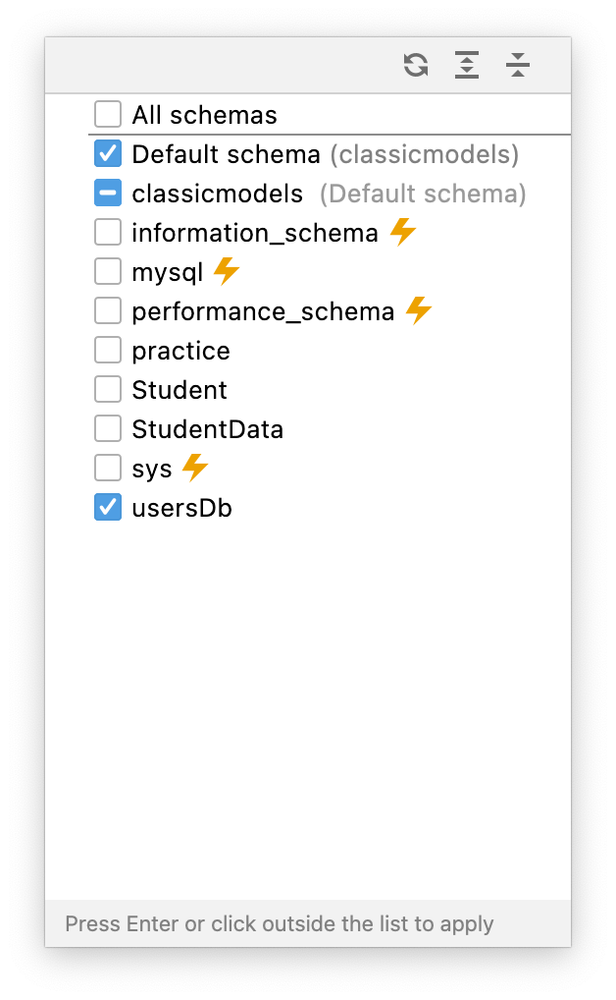 All schemas
Default schema (classicmodels)
classicmodels (Default schema)
information_schema
mysql
performance_schema
practice
Student
StudentData
sys
usersDb
Press Enter or click outside the list to apply